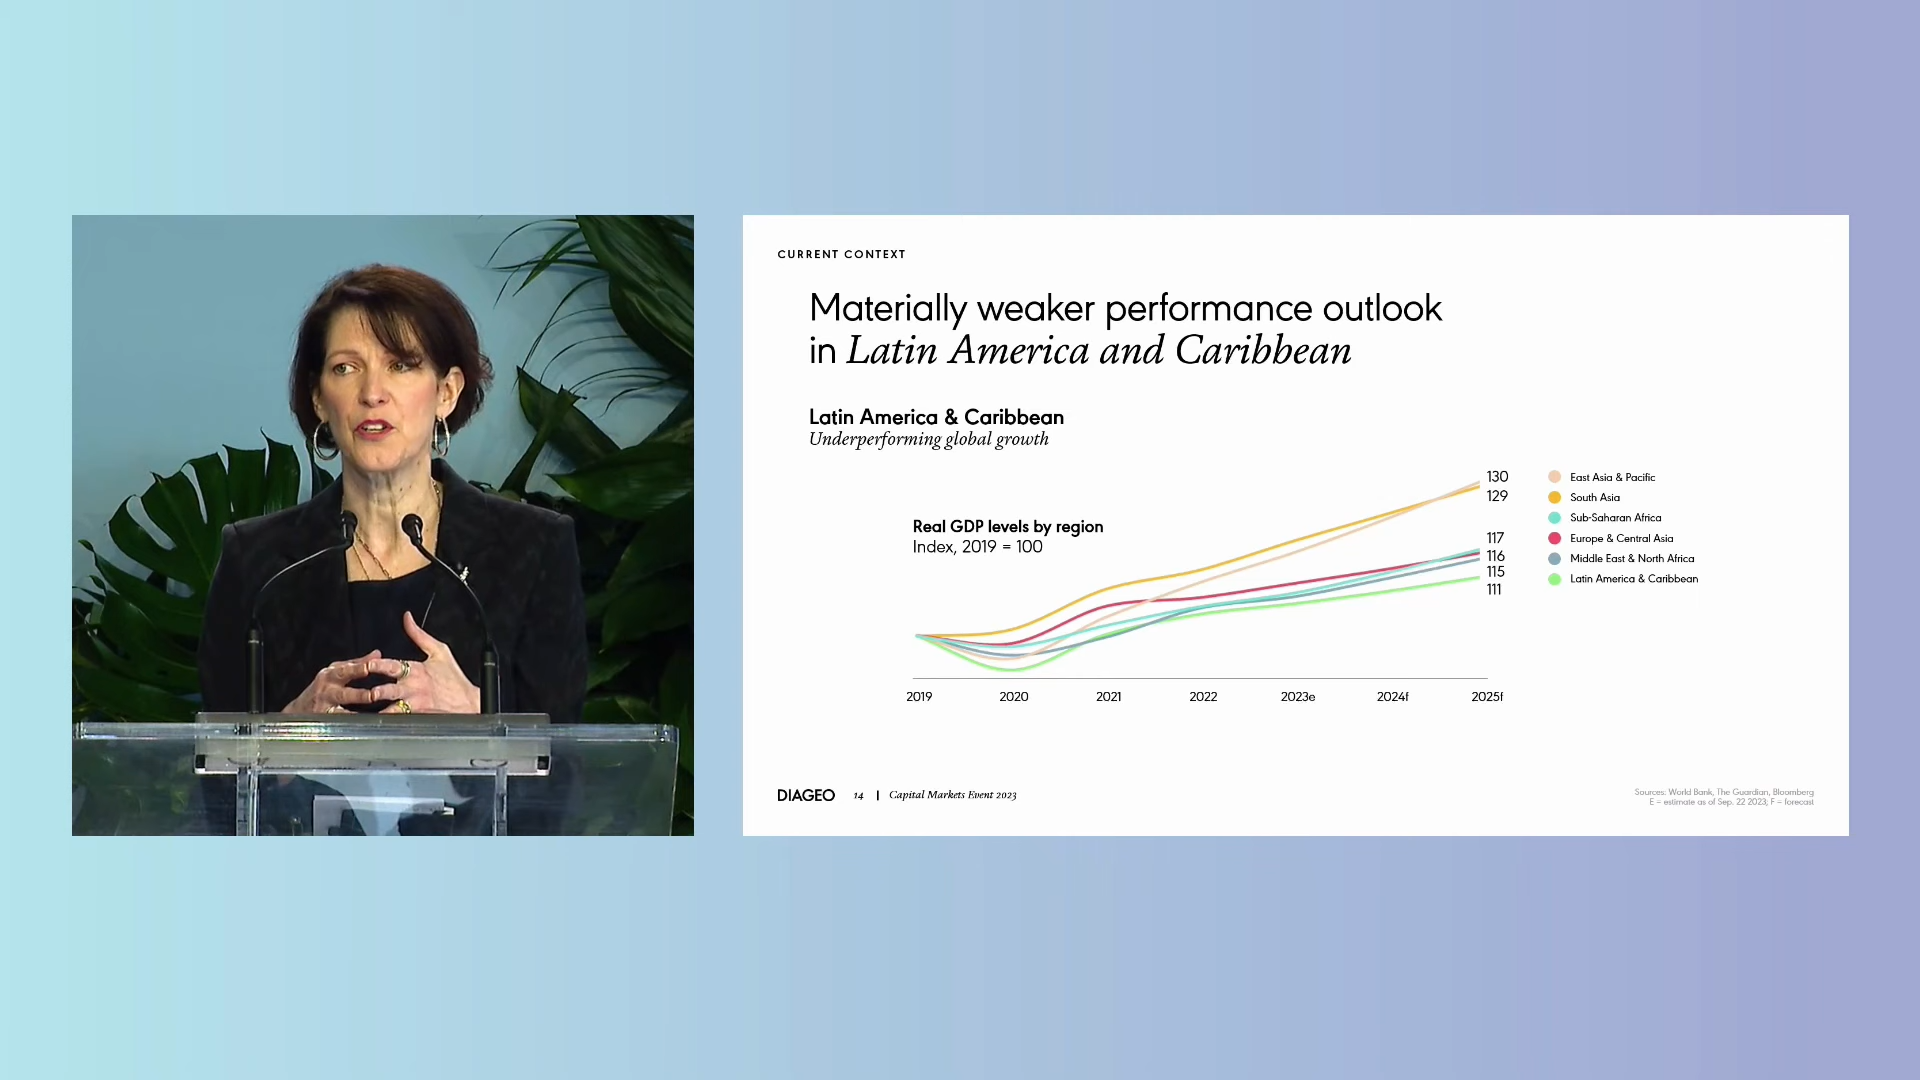 CURRENT CONTEXT
Materially weaker performance outlook
in Latin America and Caribbean
Latin America & Caribbean
Underperforming global growth
Real GDP levels by region
Index, 2019 = 100
130
129
117
116
115
111
East Asia & Pacific
South Asia
Sub-Saharan Africa
Europe & Central Asia
Middle East & North Africa
Latin America & Caribbean
2019 2020 2021 2022 2023e 2024f 2025f
DIAGEO 14 | Capital Markets Event 2023
Sources: World Bank, The Guardian, Bloomberg
E = estimate as of Sep. 22 2023; F = forecast